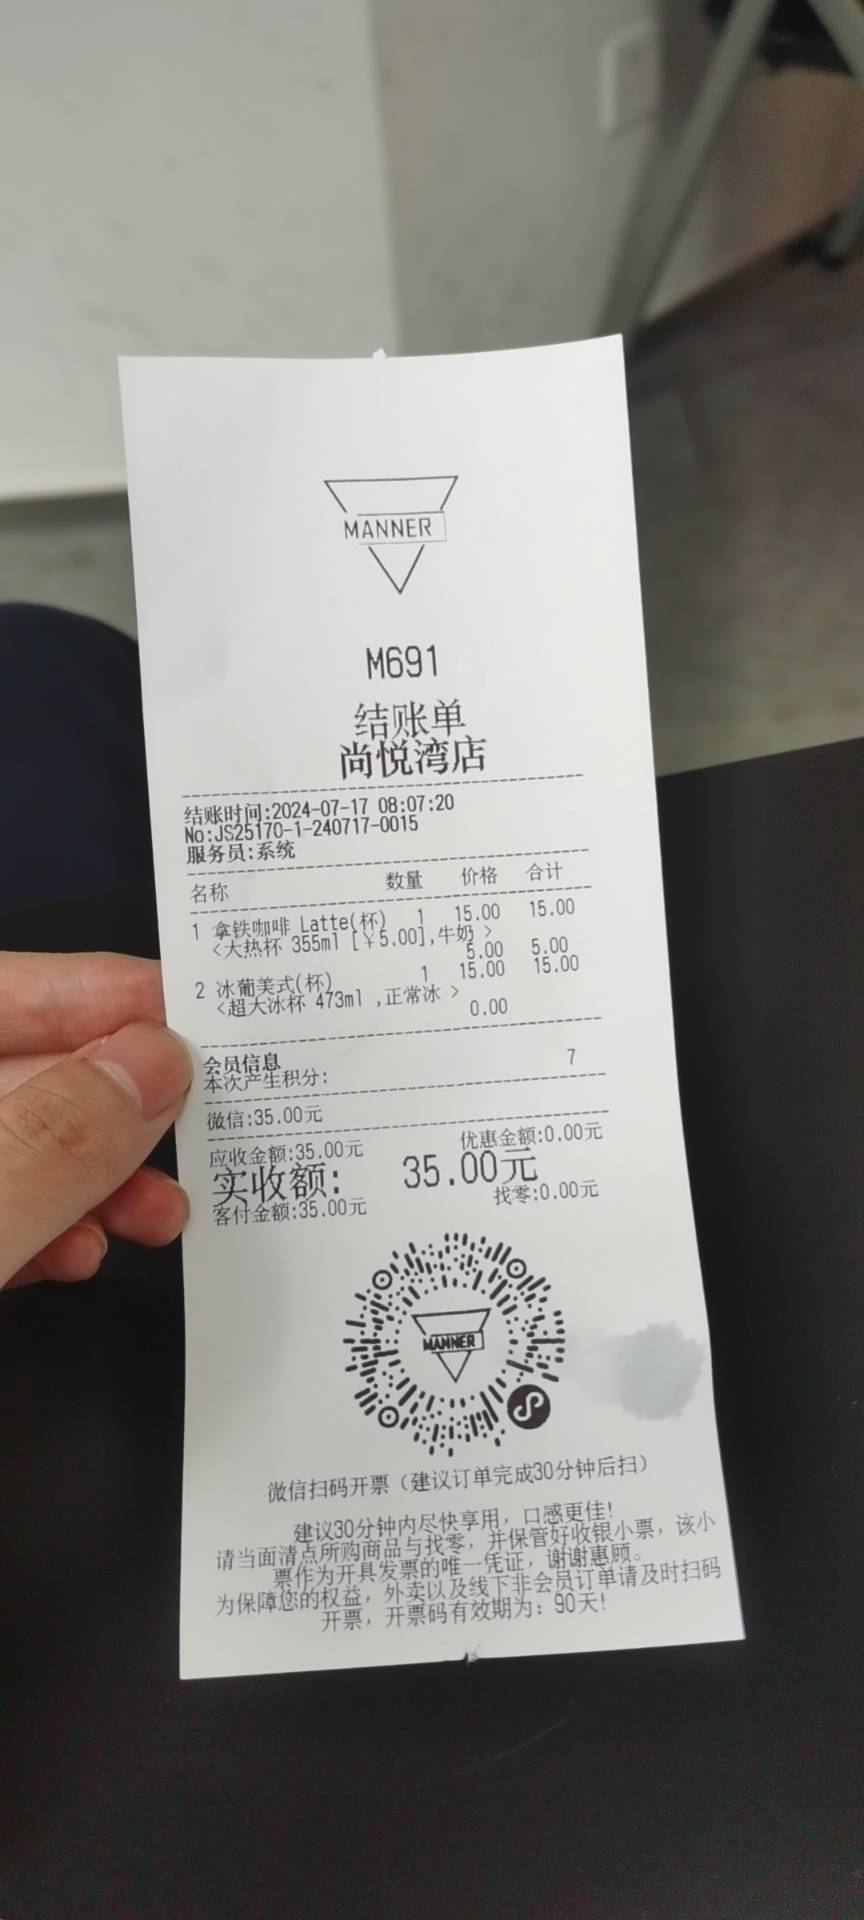 MANNER
M691
结账单
尚悦湾店
结账时间:2024-07-17 08:07:20
No:JS25170-1-240717-0015
服务员:系统
名称 数量 价格 合计
1 拿铁咖啡 Latte(杯) 1 15.00 15.00
<大热杯 355ml [￥5.00],牛奶 >
5.00 5.00
2 冰葡美式(杯) 1 15.00 15.00
<超大冰杯 473ml ,正常冰 >
0.00
会员信息
本次产生积分: 7
微信:35.00元
应收金额:35.00元 优惠金额:0.00元
实收额: 35.00元
客付金额:35.00元 找零:0.00元
MANNER
微信扫码开票（建议订单完成30分钟后扫）
建议30分钟内尽快享用，口感更佳!
请当面清点所购商品与找零，并保管好收银小票，该小
票作为开具发票的唯一凭证，谢谢惠顾。
为保障您的权益，外卖以及线下非会员订单请及时扫码
开票，开票码有效期为：90天!